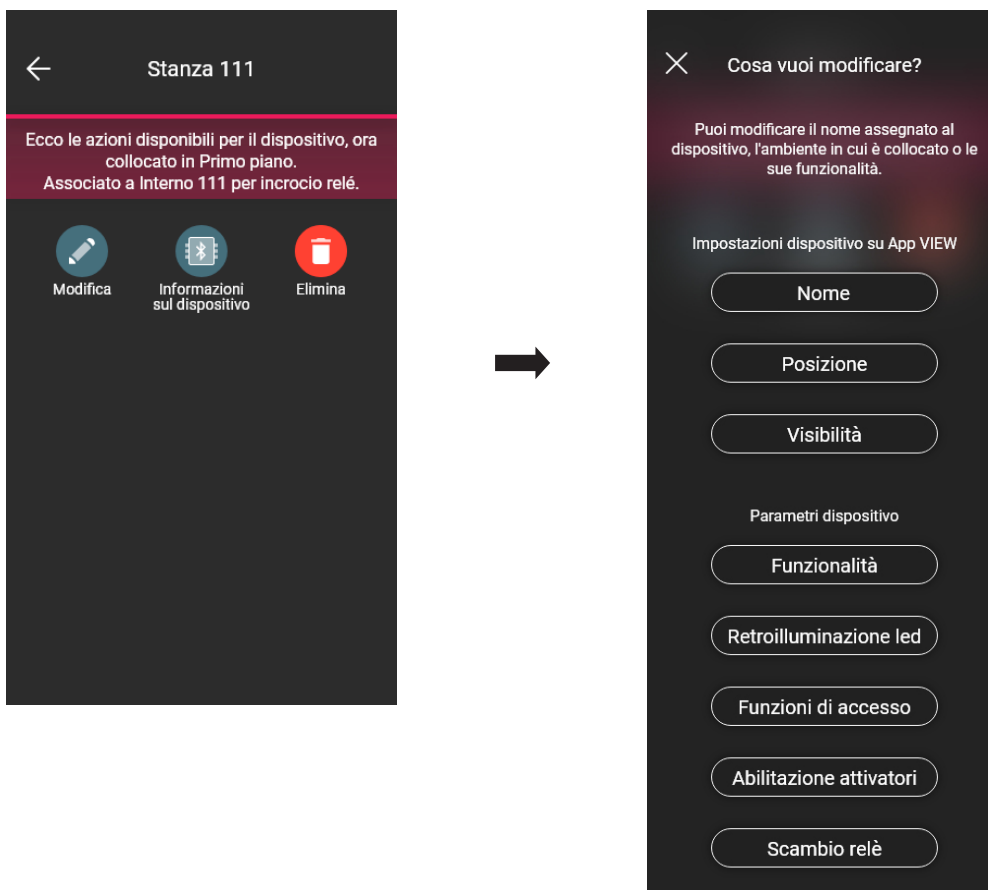 Stanza 111
Ecco le azioni disponibili per il dispositivo, ora
collocato in Primo piano.
Associato a Interno 111 per incrocio relé.
Modifica
Informazioni
sul dispositivo
Elimina
Cosa vuoi modificare?
Puoi modificare il nome assegnato al
dispositivo, l'ambiente in cui è collocato o le
sue funzionalità.
Impostazioni dispositivo su App VIEW
Nome
Posizione
Visibilità
Parametri dispositivo
Funzionalità
Retroilluminazione led
Funzioni di accesso
Abilitazione attivatori
Scambio relè